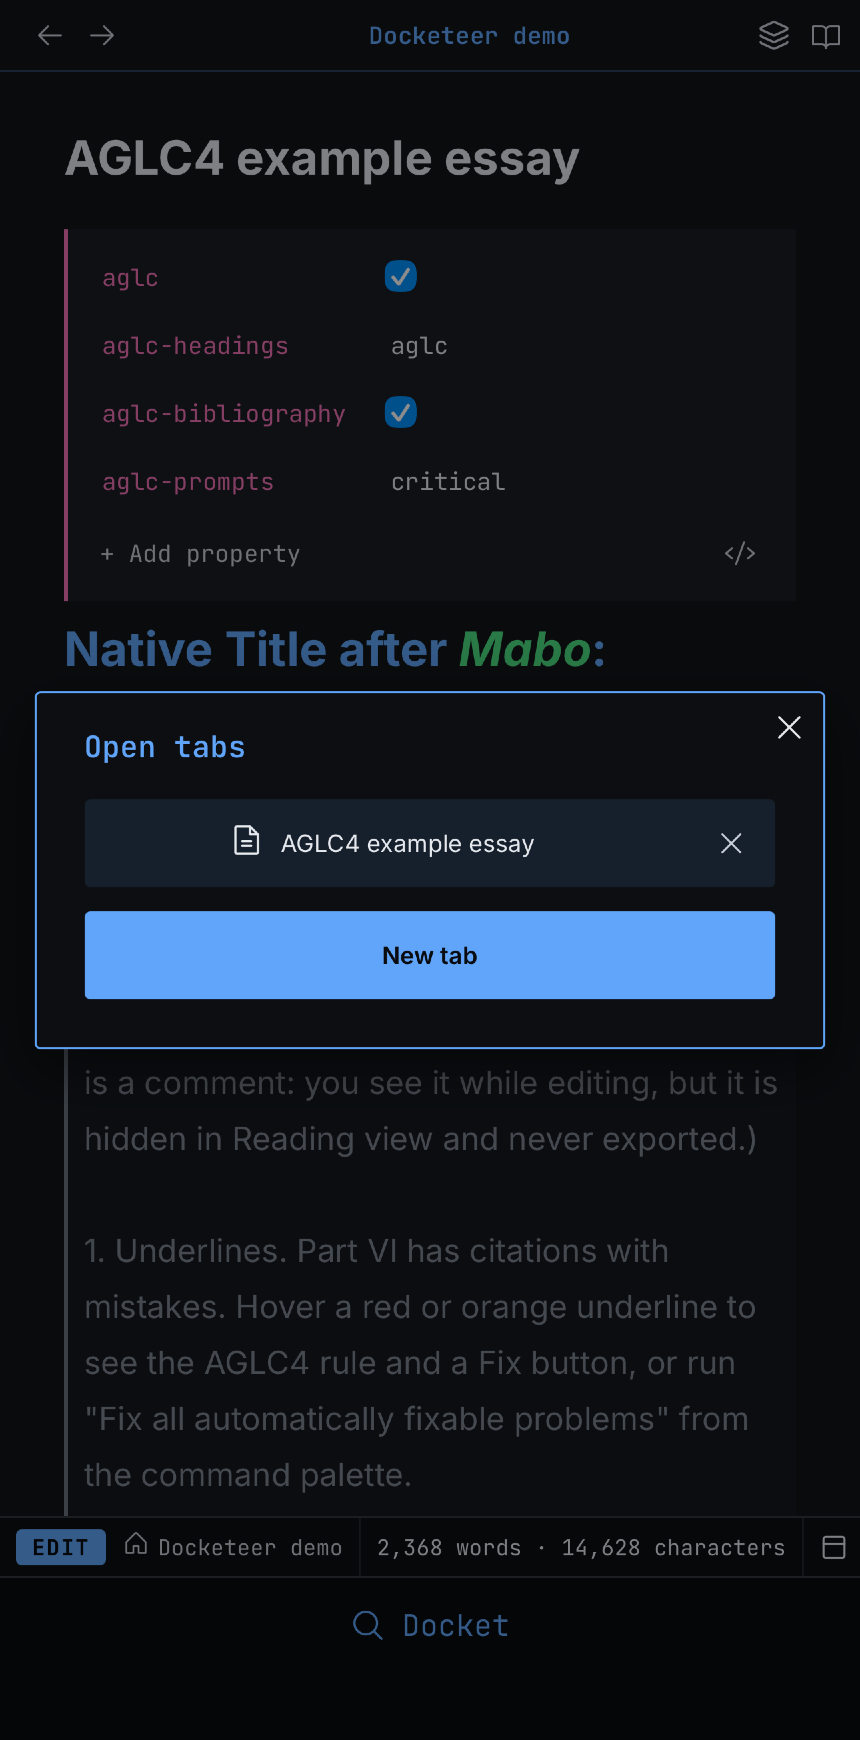 Docketeer demo
AGLC4 example essay
aglc
aglc-headings aglc
aglc-bibliography
aglc-prompts critical
+ Add property </>
Native Title after Mabo:
Open tabs
AGLC4 example essay
New tab
is a comment: you see it while editing, but it is
hidden in Reading view and never exported.)
1. Underlines. Part VI has citations with
mistakes. Hover a red or orange underline to
see the AGLC4 rule and a Fix button, or run
"Fix all automatically fixable problems" from
the command palette.
EDIT Docketeer demo 2,368 words · 14,628 characters
Docket